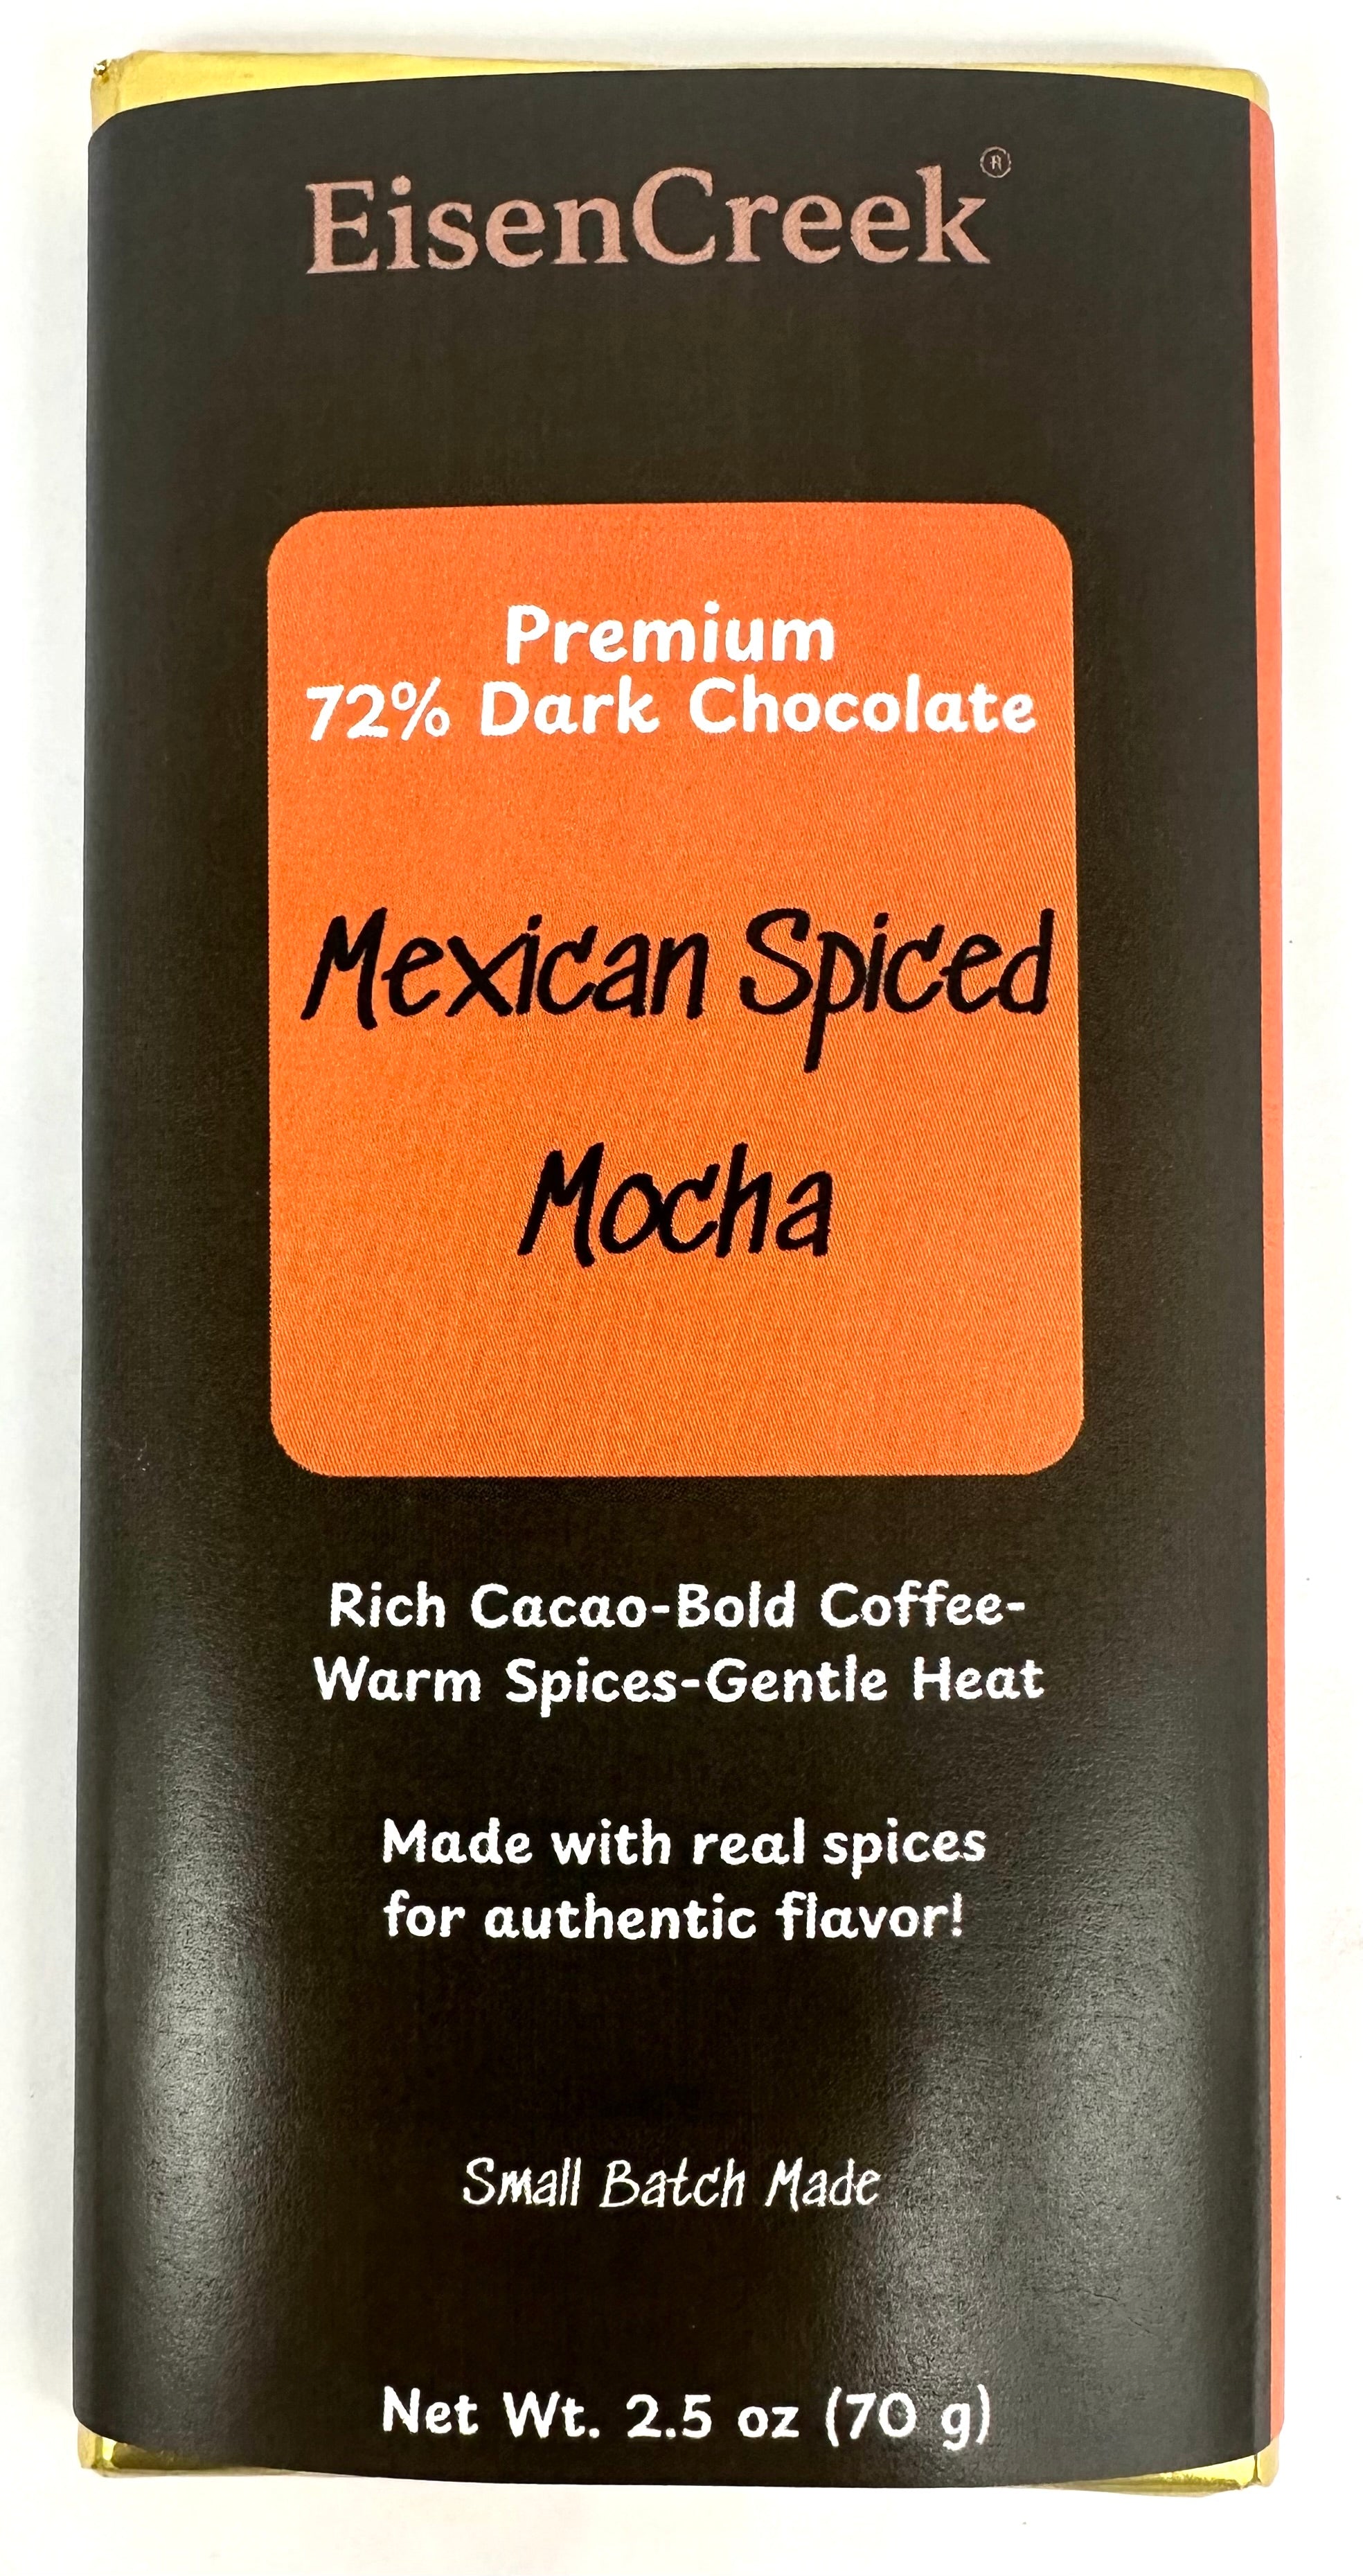 EisenCreek®
Premium
72% Dark Chocolate
Mexican Spiced
Mocha
Rich Cacao-Bold Coffee-
Warm Spices-Gentle Heat
Made with real spices
for authentic flavor!
Small Batch Made
Net Wt. 2.5 oz (70 g)